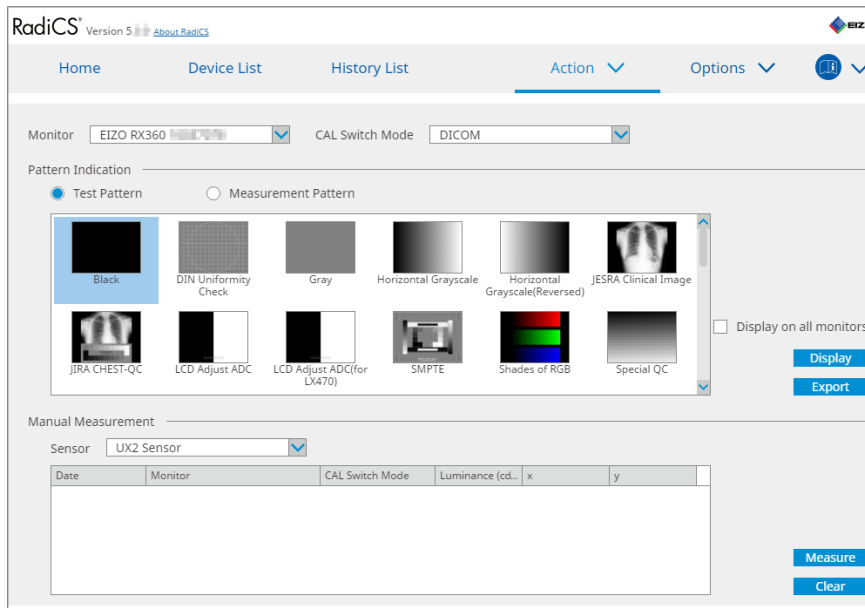 RadiCS® Version 5. About RadiCS EIZ
Home Device List History List Action Options
Monitor EIZO RX360 CAL Switch Mode DICOM
Pattern Indication
Test Pattern Measurement Pattern
Black DIN Uniformity Check Gray Horizontal Grayscale Horizontal Grayscale(Reversed) JESRA Clinical Image
JIRA CHEST-QC LCD Adjust ADC LCD Adjust ADC(for LX470) SMPTE Shades of RGB Special QC
Display on all monitors
Display
Export
Manual Measurement
Sensor UX2 Sensor
Date Monitor CAL Switch Mode Luminance (cd... x y
Measure
Clear